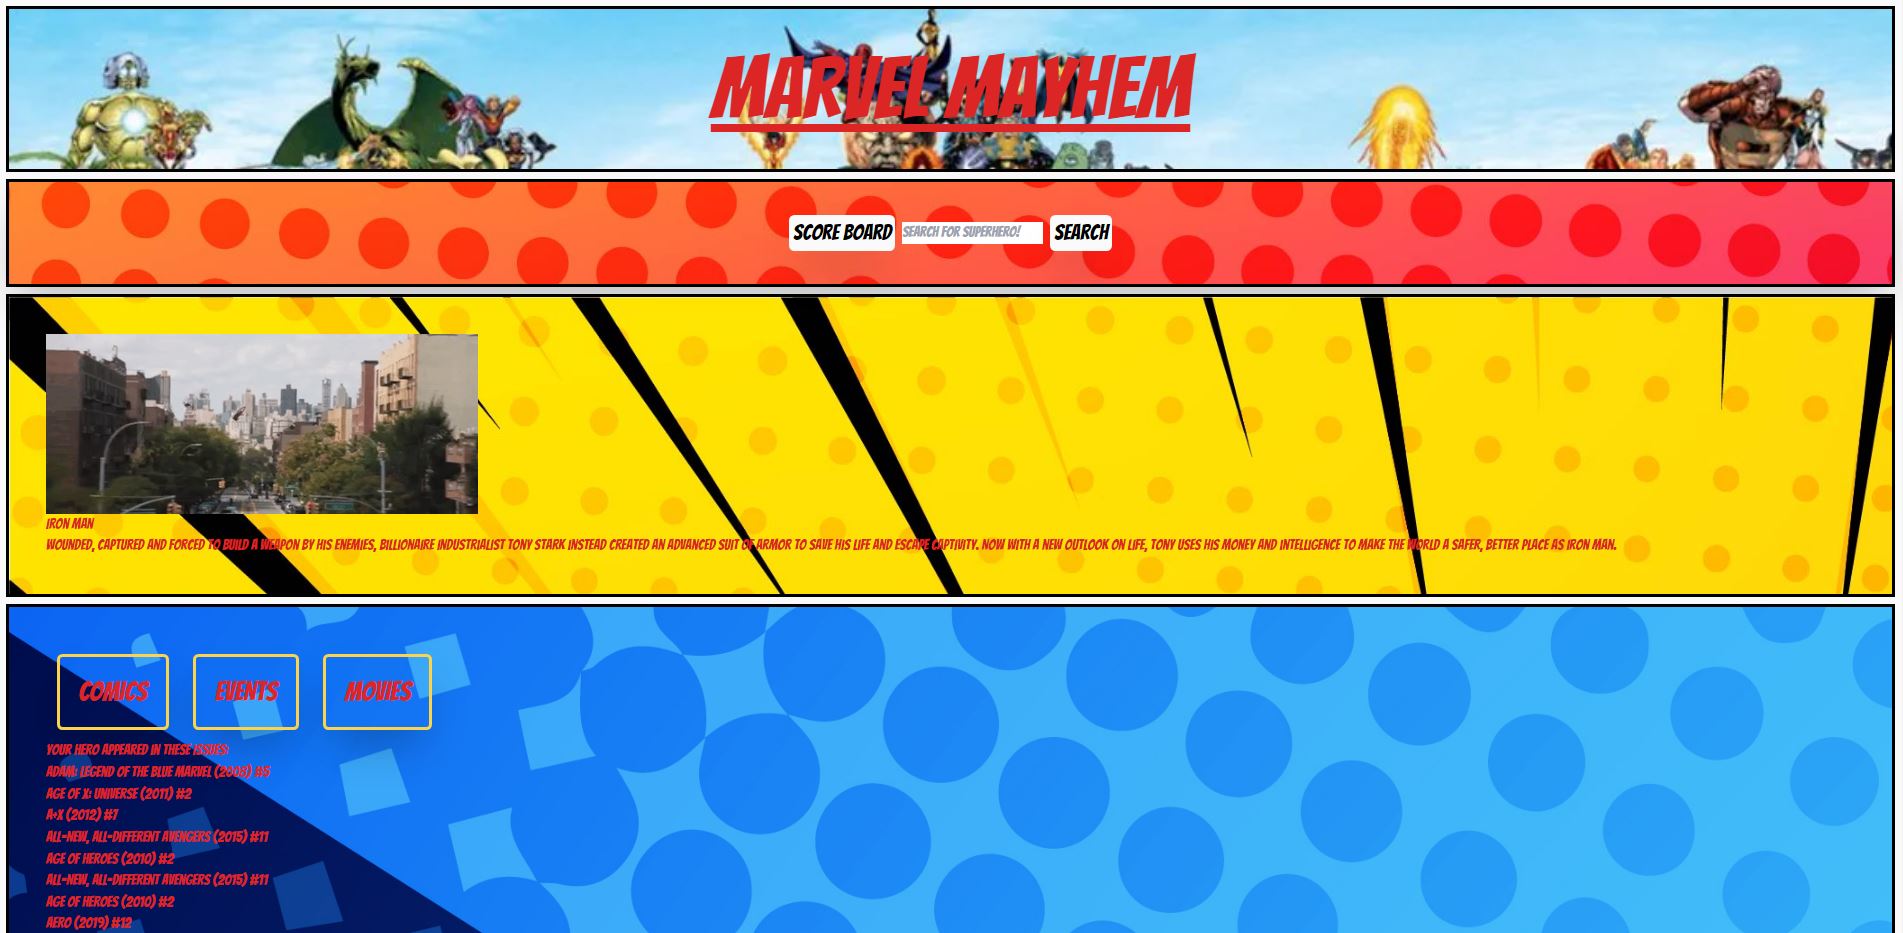 MARVEL MAYHEM
SCORE BOARD
SEARCH FOR SUPERHERO!
SEARCH
IRON MAN
WOUNDED, CAPTURED AND FORCED TO BUILD A WEAPON BY HIS ENEMIES, BILLIONAIRE INDUSTRIALIST TONY STARK INSTEAD CREATED AN ADVANCED SUIT OF ARMOR TO SAVE HIS LIFE AND ESCAPE CAPTIVITY. NOW WITH A NEW OUTLOOK ON LIFE, TONY USES HIS MONEY AND INTELLIGENCE TO MAKE THE WORLD A SAFER, BETTER PLACE AS IRON MAN.
COMICS
EVENTS
MOVIES
YOUR HERO APPEARED IN THESE ISSUES:
ADAM: LEGEND OF THE BLUE MARVEL (2008) #5
AGE OF X: UNIVERSE (2011) #2
A+X (2012) #7
ALL-NEW, ALL-DIFFERENT AVENGERS (2015) #11
AGE OF HEROES (2010) #2
ALL-NEW, ALL-DIFFERENT AVENGERS (2015) #11
AGE OF HEROES (2010) #2
AERO (2019) #12